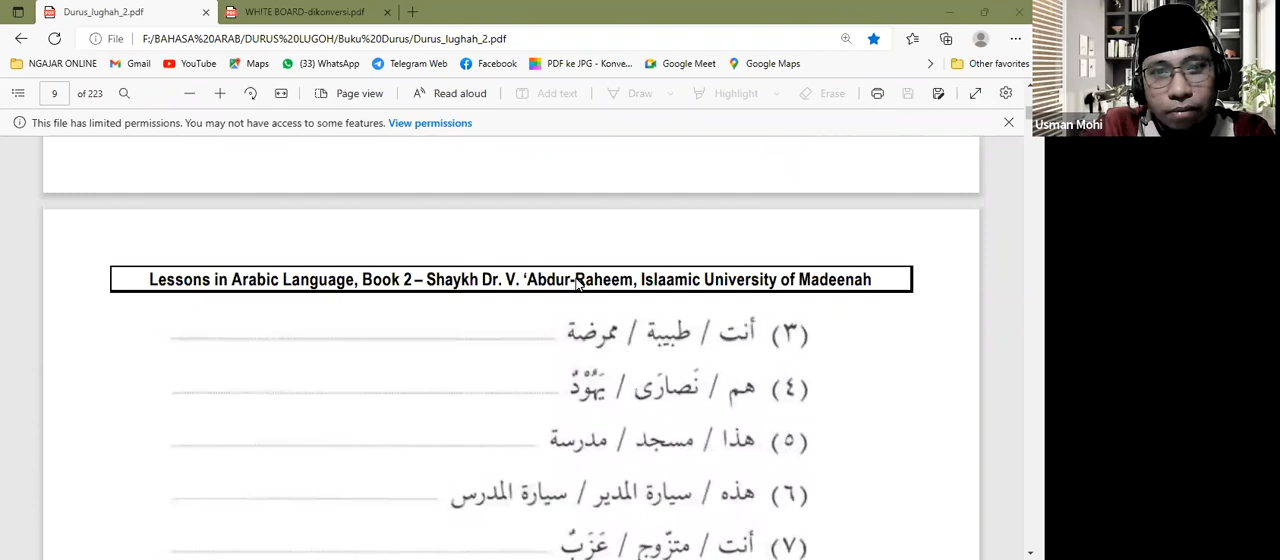 Durus_lughah_2.pdf
WHITE BOARD-dikonversi.pdf
File F:/BAHASA%20ARAB/DURUS%20LUGOH/Buku%20Durus/Durus_lughah_2.pdf
NGAJAR ONLINE Gmail YouTube Maps (33) WhatsApp Telegram Web Facebook PDF ke JPG - Konve... Google Meet Google Maps Other favorites
9 of 223 Page view Read aloud Add text Draw Highlight Erase
This file has limited permissions. You may not have access to some features. View permissions
Usman Mohi
Lessons in Arabic Language, Book 2 – Shaykh Dr. V. ‘Abdur-Raheem, Islaamic University of Madeenah
(٣) أنت / طبيبة / ممرضة
(٤) هم / نَصارَى / يَهُوْدٌ
(٥) هذا / مسجد / مدرسة
(٦) هذه / سيارة المدير / سيارة المدرس
(٧) أنت / متزّوج / عَزَبٌ